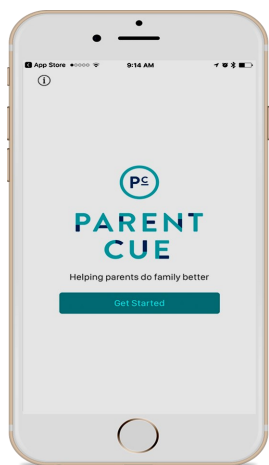 App Store 9:14 AM
i
Pc
PARENT
CUE
Helping parents do family better
Get Started